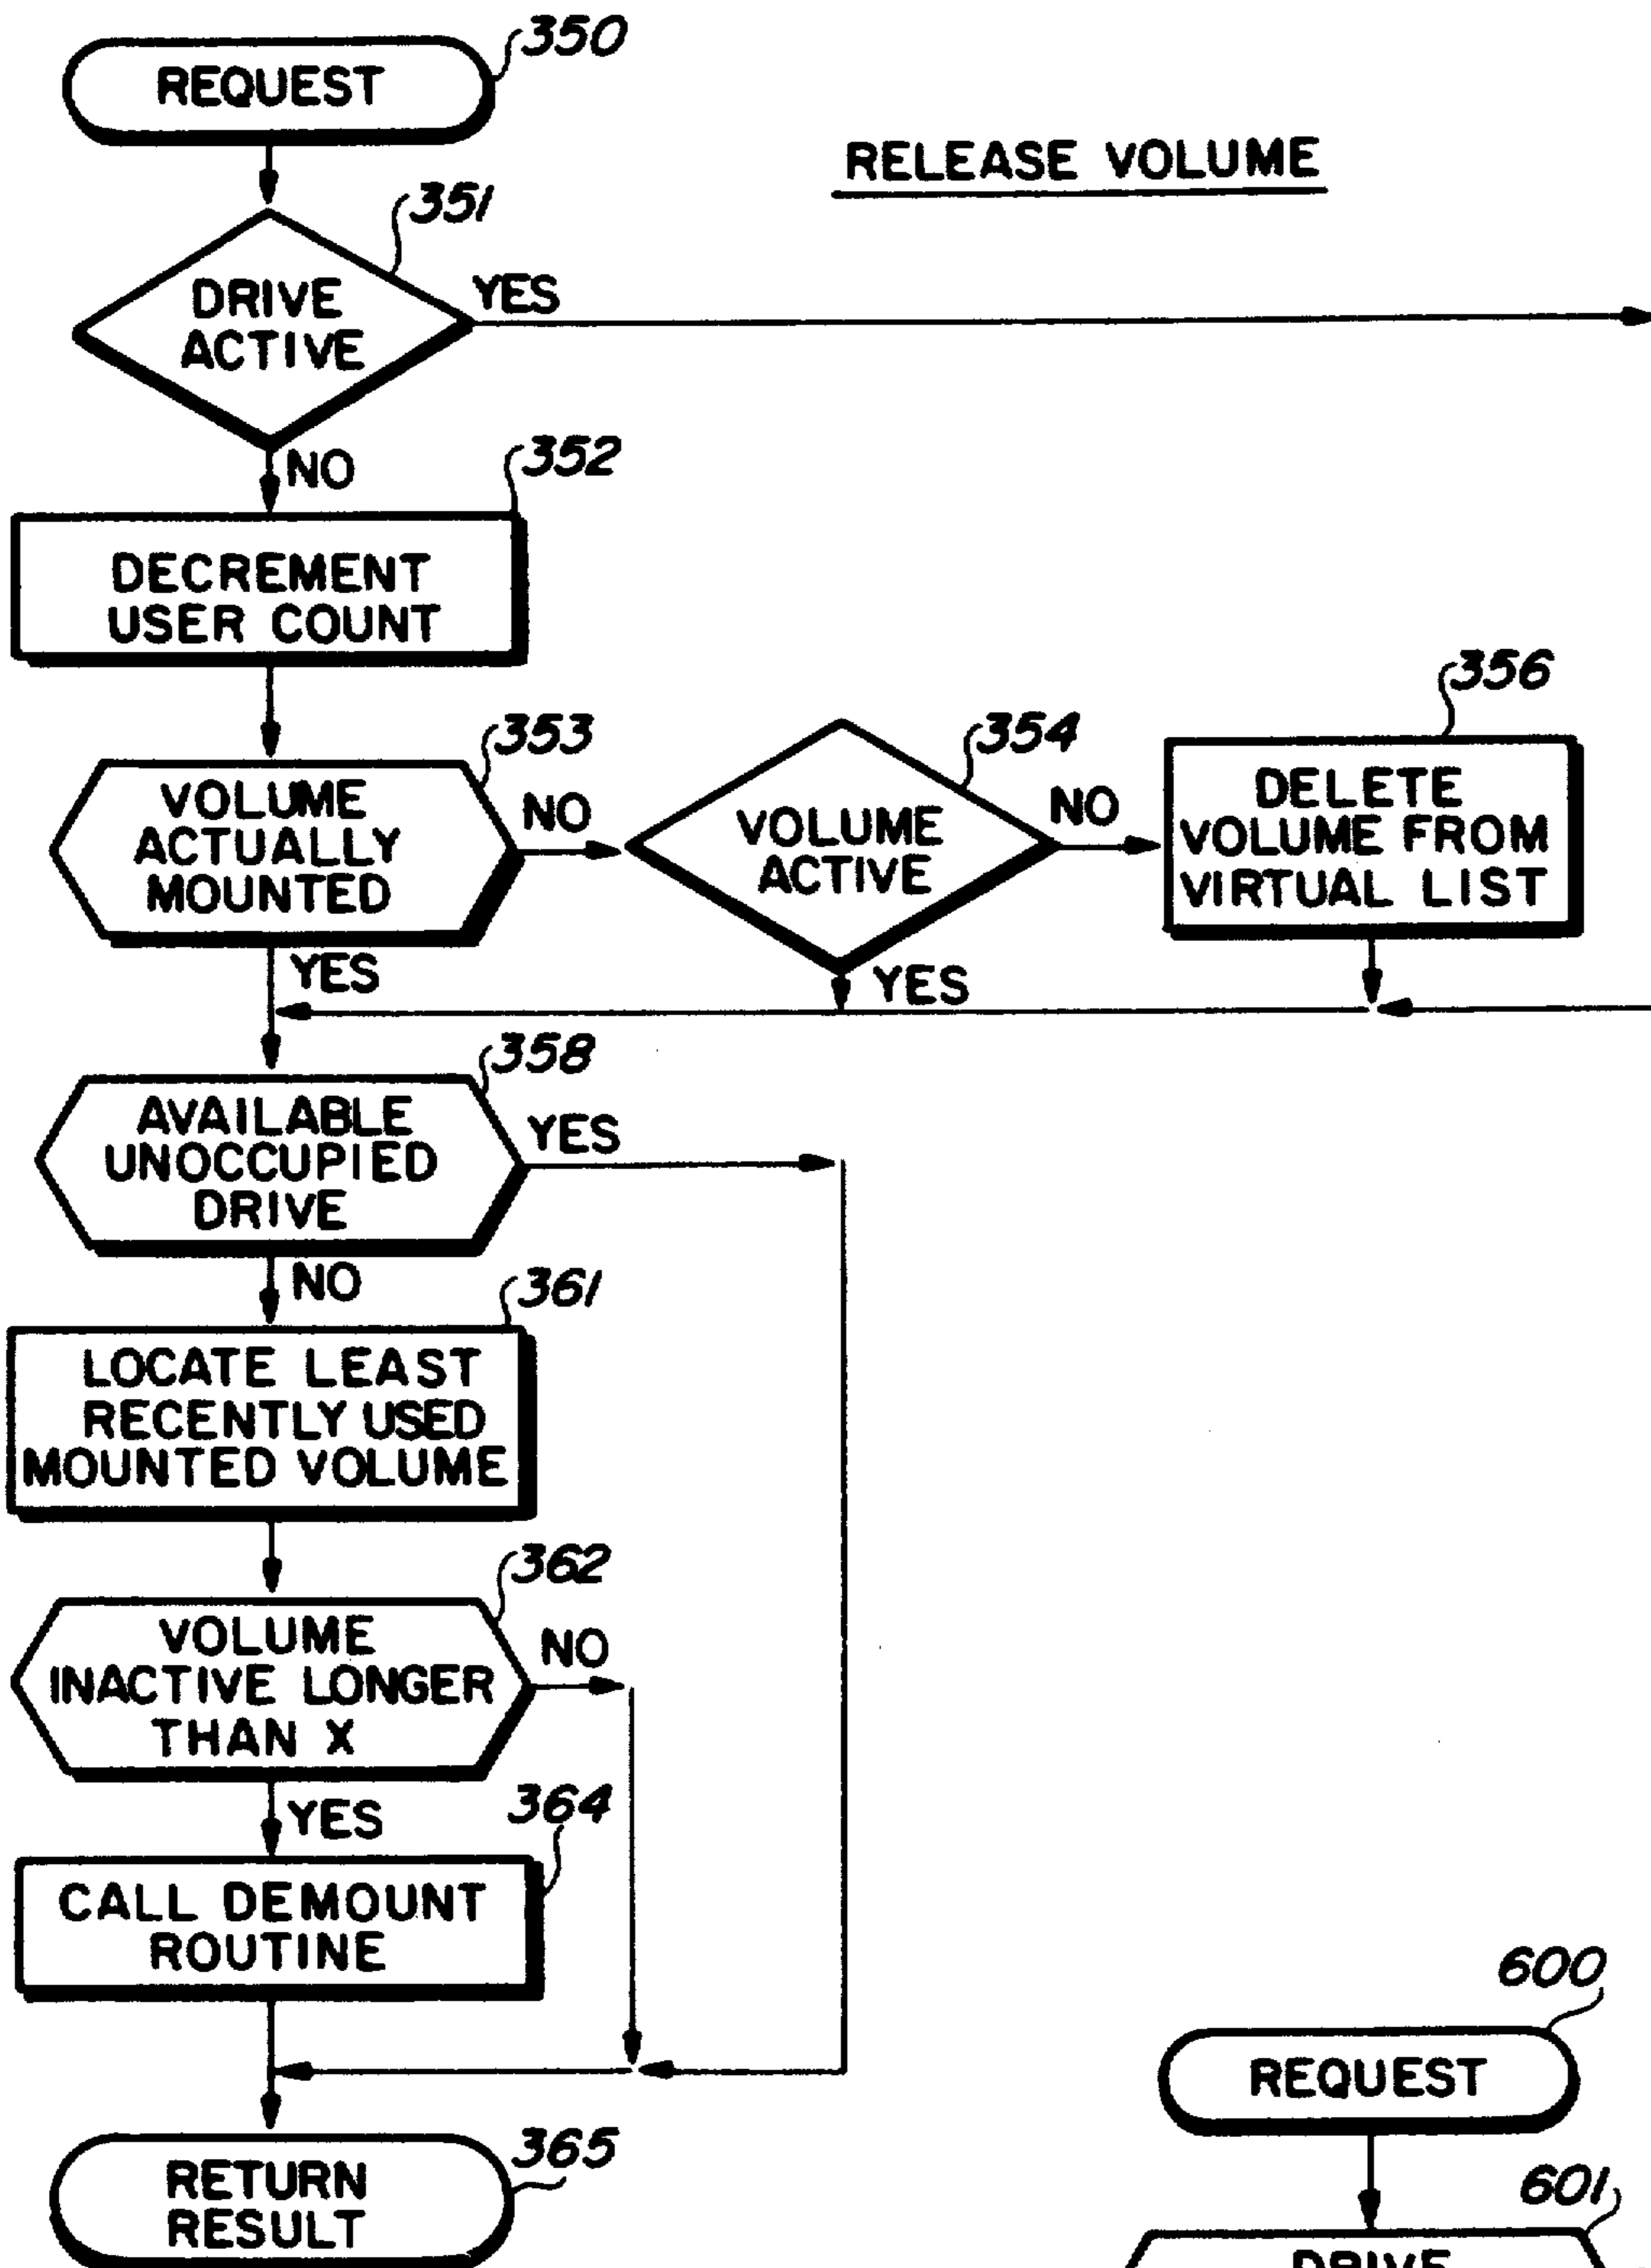 350
REQUEST
RELEASE VOLUME
351
DRIVE
ACTIVE
YES
NO
352
DECREMENT
USER COUNT
353
VOLUME
ACTUALLY
MOUNTED
NO
354
VOLUME
ACTIVE
NO
356
DELETE
VOLUME FROM
VIRTUAL LIST
YES
YES
358
AVAILABLE
UNOCCUPIED
DRIVE
YES
NO
361
LOCATE LEAST
RECENTLY USED
MOUNTED VOLUME
362
VOLUME
INACTIVE LONGER
THAN X
NO
YES
364
CALL DEMOUNT
ROUTINE
365
RETURN
RESULT
600
REQUEST
601
DRIVE